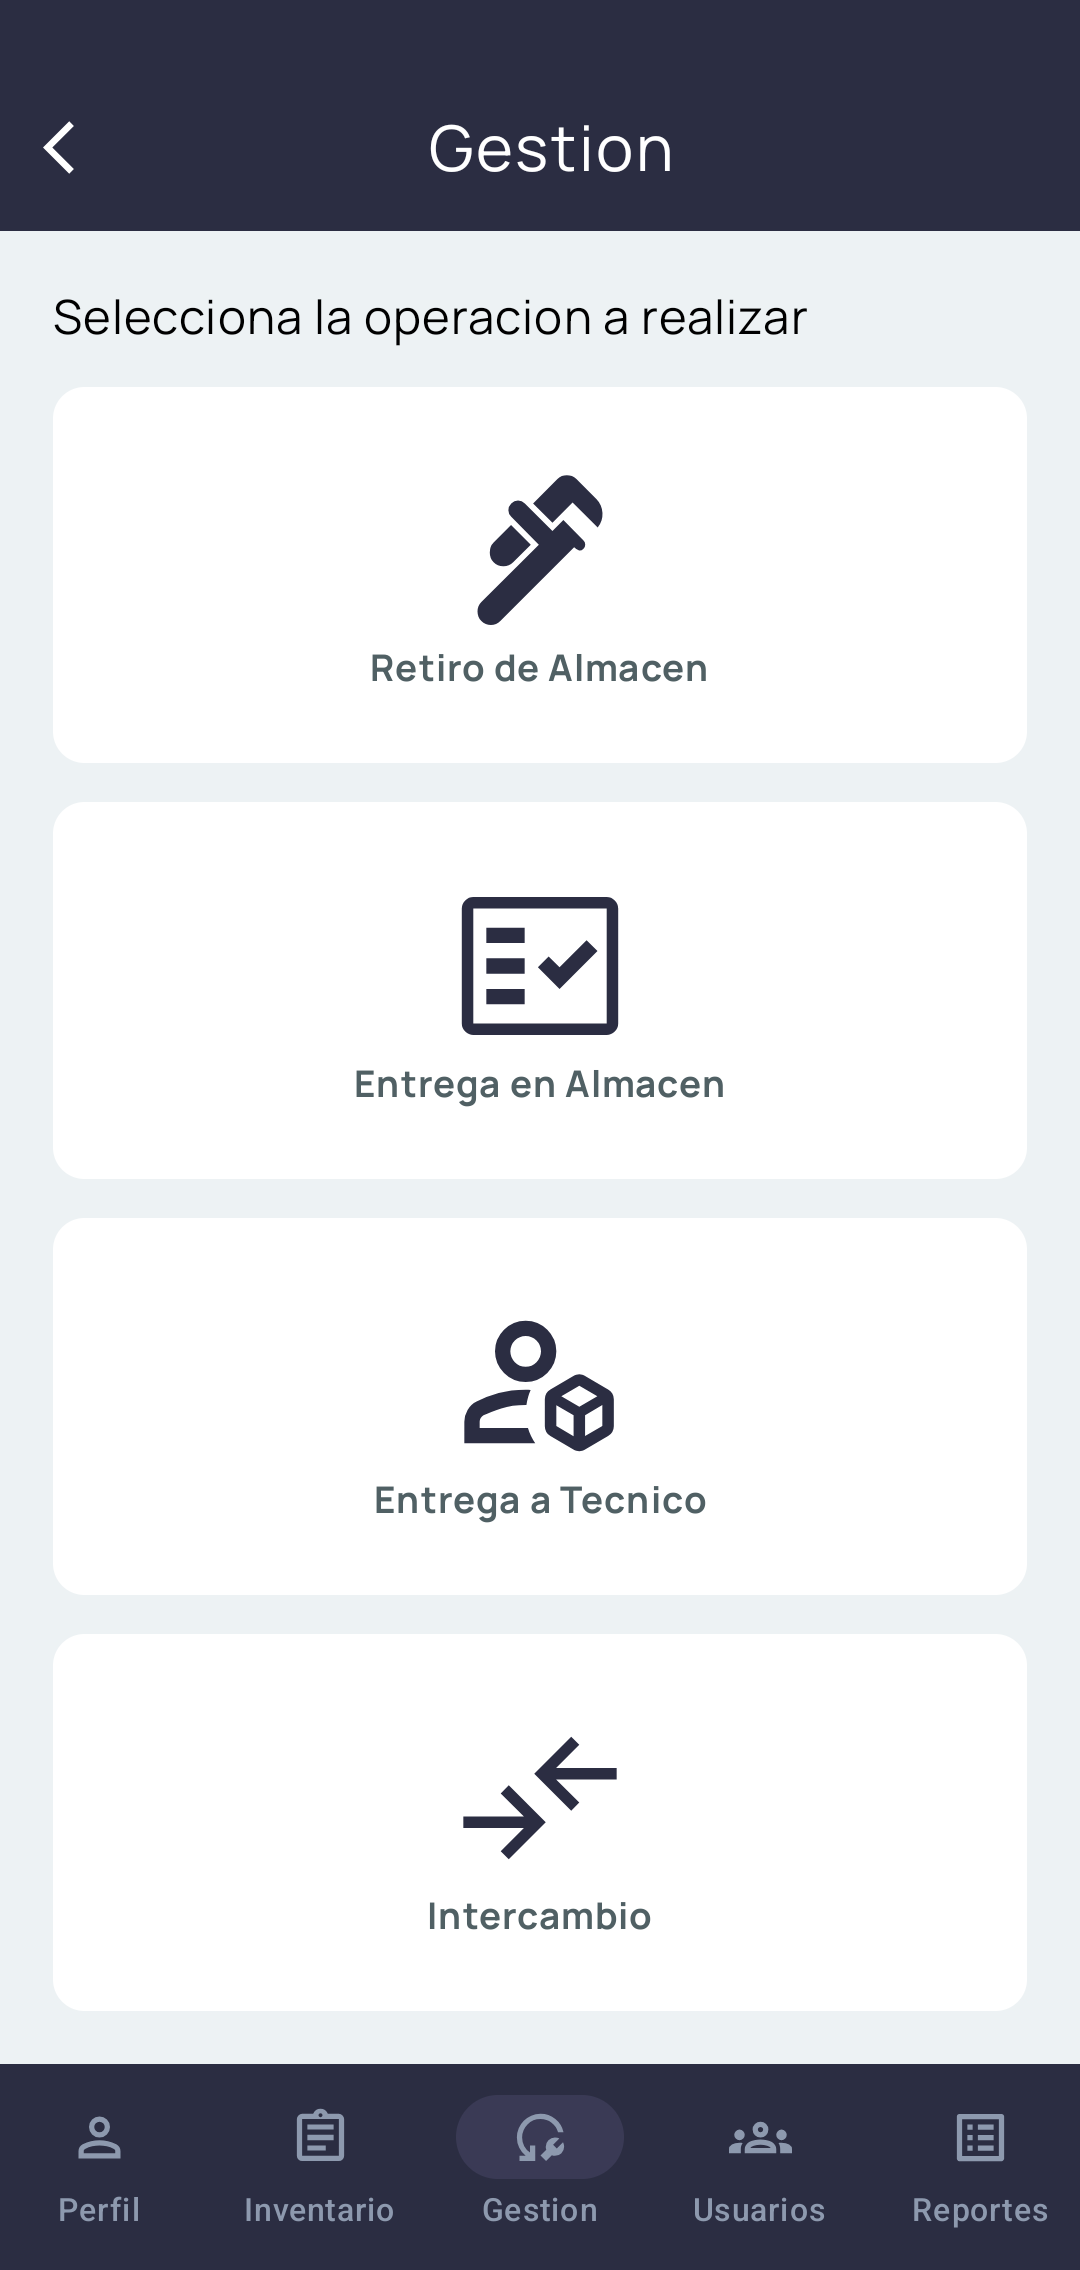 Gestion
Selecciona la operacion a realizar
Retiro de Almacen
Entrega en Almacen
Entrega a Tecnico
Intercambio
Perfil
Inventario
Gestion
Usuarios
Reportes